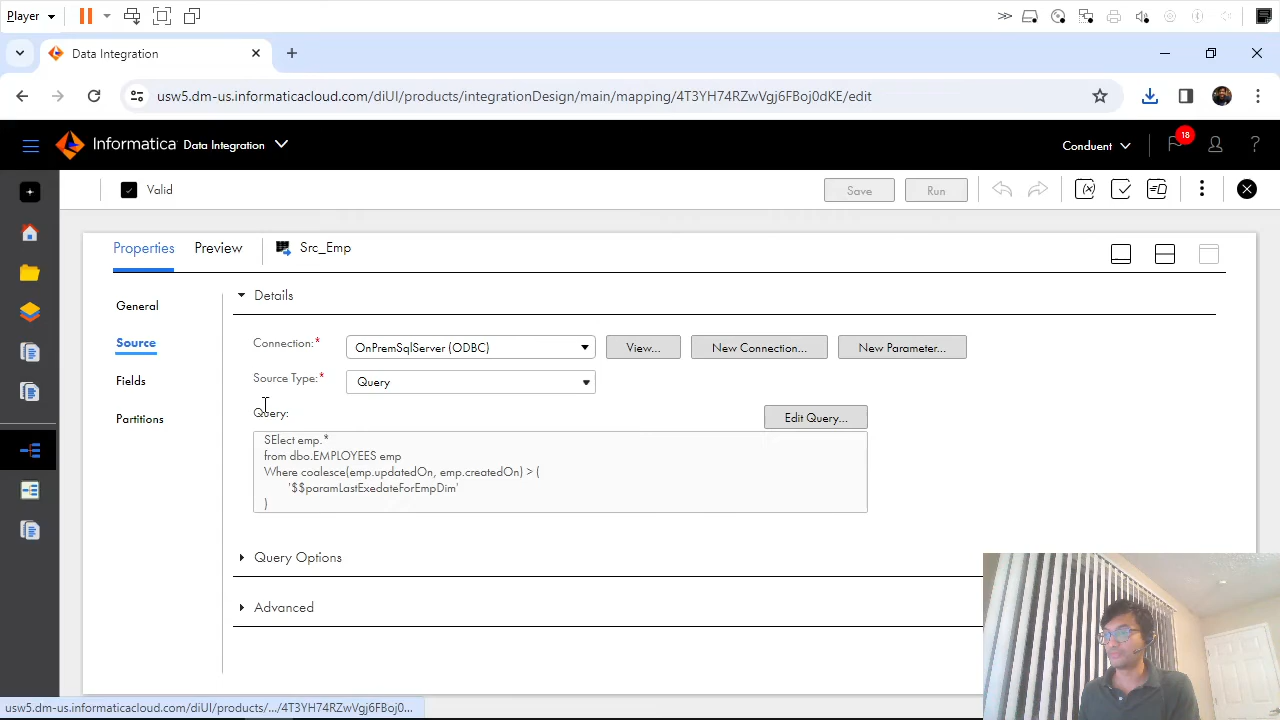 Player
Data Integration
usw5.dm-us.informaticacloud.com/diUI/products/integrationDesign/main/mapping/4T3YH74RZwVgj6FBoj0dKE/edit
Informatica Data Integration
Conduent
18
Valid
Save
Run
Properties
Preview
Src_Emp
General
Source
Fields
Partitions
Details
Connection:*
OnPremSqlServer (ODBC)
View...
New Connection...
New Parameter...
Source Type:*
Query
Query:
Edit Query...
SElect emp.*
from dbo.EMPLOYEES emp
Where coalesce(emp.updatedOn, emp.createdOn) > (
'$$paramLastExedateForEmpDim'
)
Query Options
Advanced
usw5.dm-us.informaticacloud.com/diUI/products/.../4T3YH74RZwVgj6FBoj0...